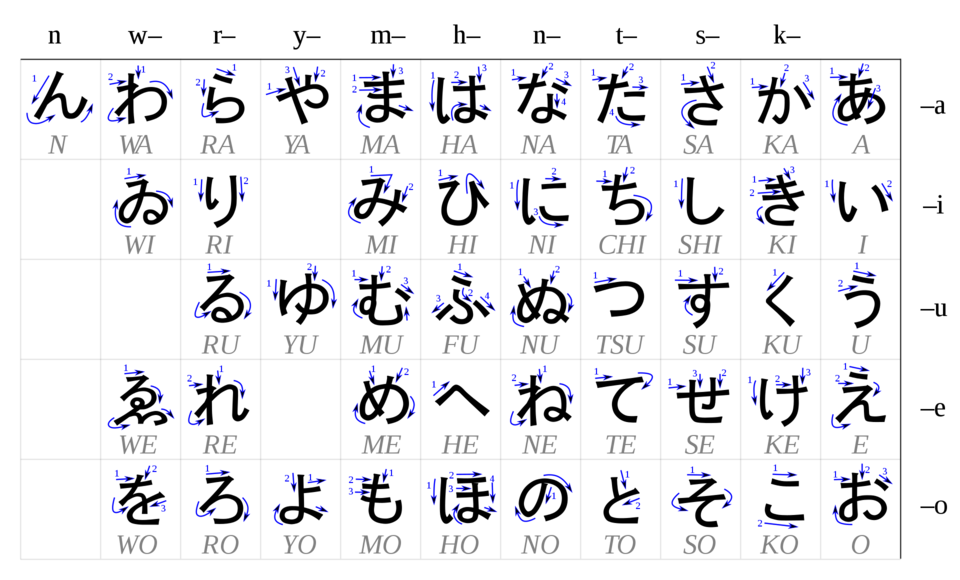 n w– r– y– m– h– n– t– s– k–
ん わ ら や ま は な た さ か あ –a
N WA RA YA MA HA NA TA SA KA A
ゐ り み ひ に ち し き い –i
WI RI MI HI NI CHI SHI KI I
る ゆ む ふ ぬ つ す く う –u
RU YU MU FU NU TSU SU KU U
ゑ れ め へ ね て せ け え –e
WE RE ME HE NE TE SE KE E
を ろ よ も ほ の と そ こ お –o
WO RO YO MO HO NO TO SO KO O